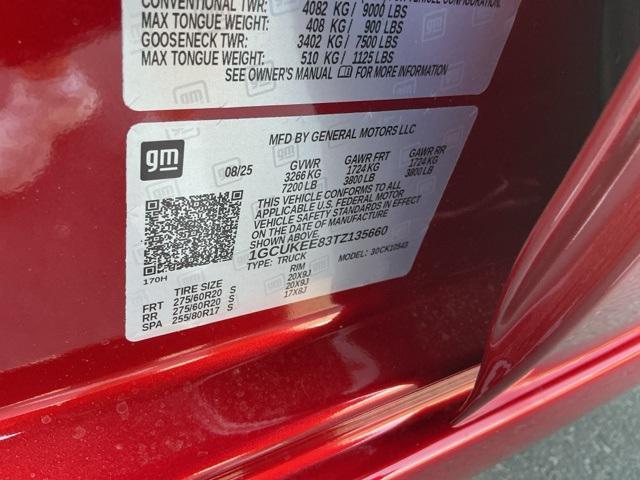 CONVENTIONAL TWR: 4082 KG / 9000 LBS
MAX TONGUE WEIGHT: 408 KG / 900 LBS
GOOSENECK TWR: 3402 KG / 7500 LBS
MAX TONGUE WEIGHT: 510 KG / 1125 LBS
SEE OWNER'S MANUAL FOR MORE INFORMATION
gm
MFD BY GENERAL MOTORS LLC
08/25
GVWR GAWR FRT GAWR RR
3266 KG 1724 KG 1724 KG
7200 LB 3800 LB 3800 LB
THIS VEHICLE CONFORMS TO ALL
APPLICABLE U.S. FEDERAL MOTOR
VEHICLE SAFETY STANDARDS IN EFFECT
ON THE DATE OF MANUFACTURE
SHOWN ABOVE.
1GCUKEE83TZ135660
TYPE: TRUCK MODEL: 30CK10543
170H
TIRE SIZE RIM
FRT 275/60R20 S 20X9J
RR 275/60R20 S 20X9J
SPA 255/80R17 S 17X8J